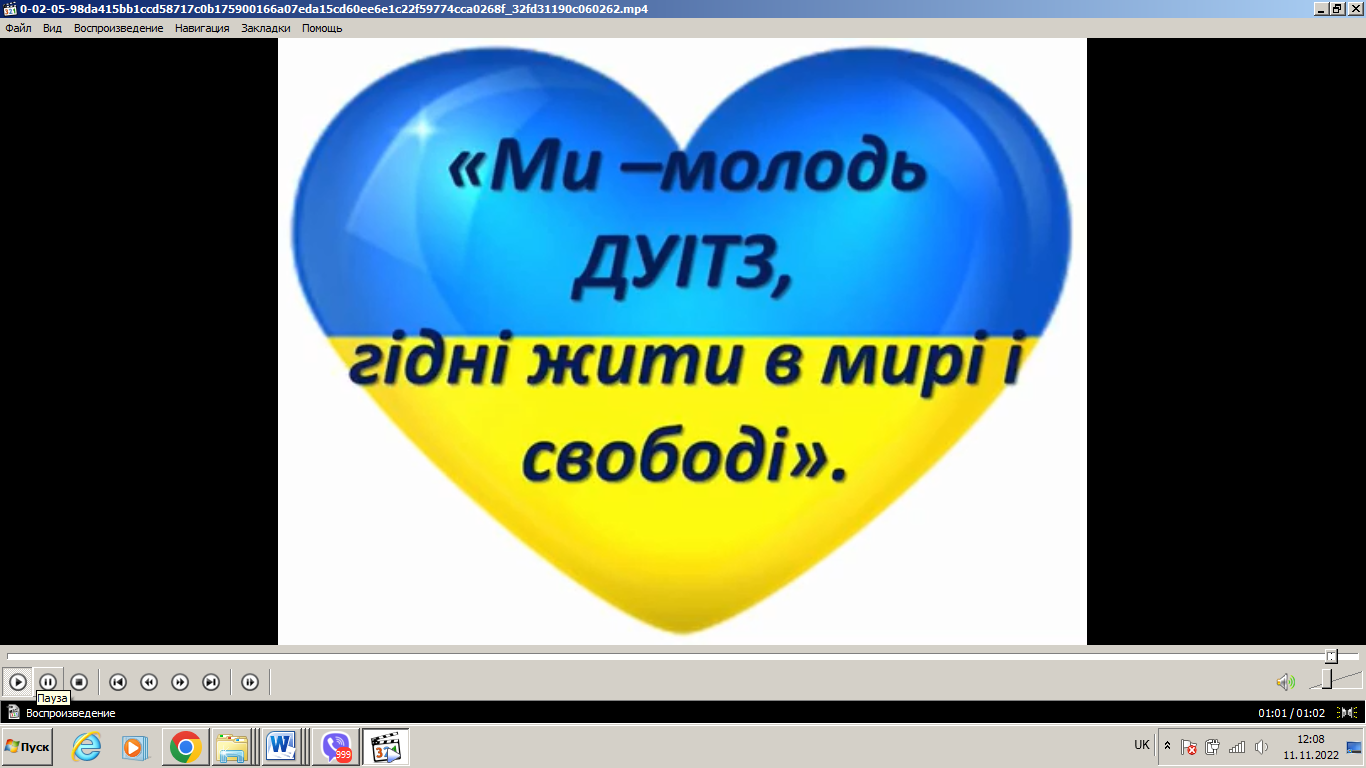 0-02-05-98da415bb1ccd58717c0b175900166a07eda15cd60ee6e1c22f59774cca0268f_32fd31190c060262.mp4
Файл Вид Воспроизведение Навигация Закладки Помощь
«Ми –молодь
ДУІТЗ,
гідні жити в мирі і
свободі».
Пауза
Воспроизведение 01:01 / 01:02
Пуск 999 UK 12:08
11.11.2022